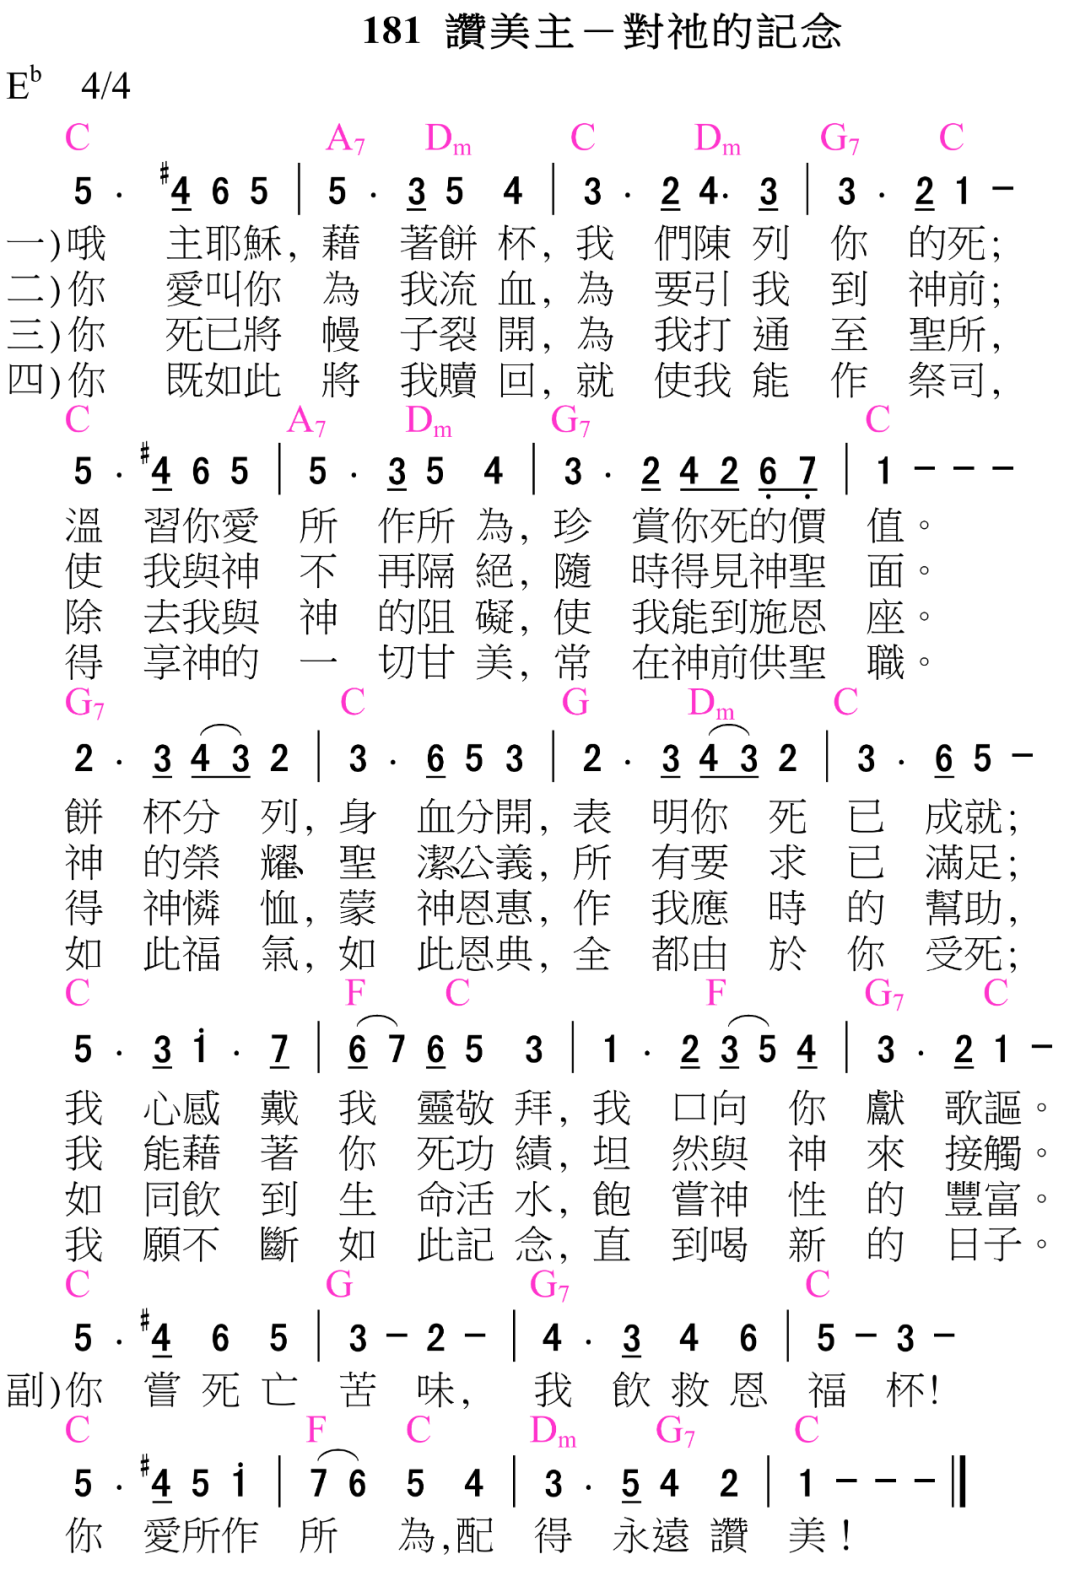 181 讚美主－對祂的記念
E♭ 4/4
C A7 Dm C Dm G7 C
5 · #4 6 5 | 5 · 3 5 4 | 3 · 2 4· 3 | 3 · 2 1 －
一)哦 主耶穌, 藉 著餅 杯, 我 們陳 列 你 的死;
二)你 愛叫你 為 我流 血, 為 要引 我 到 神前;
三)你 死已將 幔 子裂 開, 為 我打 通 至 聖所,
四)你 既如此 將 我贖 回, 就 使我 能 作 祭司,
C A7 Dm G7 C
5 · #4 6 5 | 5 · 3 5 4 | 3 · 2 4 2 6̣ 7̣ | 1 － － －
溫 習你愛 所 作所 為, 珍 賞你死的價 值。
使 我與神 不 再隔 絕, 隨 時得見神聖 面。
除 去我與 神 的阻 礙, 使 我能到施恩 座。
得 享神的 一 切甘 美, 常 在神前供聖 職。
G7 C G Dm C
2 · 3 4 3 2 | 3 · 6 5 3 | 2 · 3 4 3 2 | 3 · 6 5 －
餅 杯分 列, 身 血分開, 表 明你 死 已 成就;
神 的榮 耀、 聖 潔、公義, 所 有要 求 已 滿足;
得 神憐 恤, 蒙 神恩惠, 作 我應 時 的 幫助,
如 此福 氣, 如 此恩典, 全 都由 於 你 受死;
C F C F G7 C
5 · 3 1̇ · 7 | 6 7 6 5 3 | 1 · 2 3 5 4 | 3 · 2 1 －
我 心感 戴 我 靈敬 拜, 我 口向 你 獻 歌謳。
我 能藉 著 你 死功 績, 坦 然與 神 來 接觸。
如 同飲 到 生 命活 水, 飽 嘗神 性 的 豐富。
我 願不 斷 如 此記 念, 直 到喝 新 的 日子。
C G G7 C
5 · #4 6 5 | 3 － 2 － | 4 · 3 4 6 | 5 － 3 －
副)你 嘗 死 亡 苦 味, 我 飲 救 恩 福 杯!
C F C Dm G7 C
5 · #4 5 1̇ | 7 6 5 4 | 3 · 5 4 2 | 1 － － － ‖
你 愛所作 所 為,配 得 永遠 讚 美!